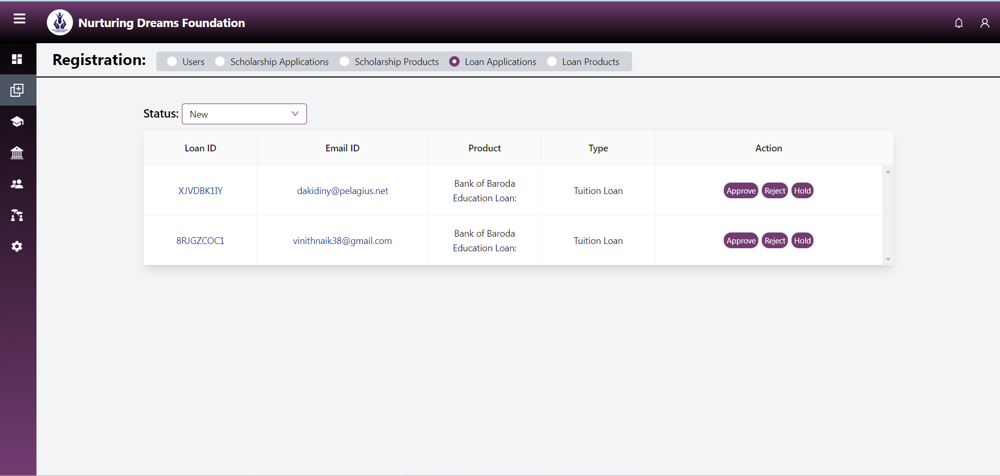 Nurturing Dreams Foundation
Registration:
Users
Scholarship Applications
Scholarship Products
Loan Applications
Loan Products
Status:
New
Loan ID
Email ID
Product
Type
Action
XJVDBK1IY
dakidiny@pelagius.net
Bank of Baroda
Education Loan:
Tuition Loan
Approve
Reject
Hold
8RJGZCOC1
vinithnaik38@gmail.com
Bank of Baroda
Education Loan:
Tuition Loan
Approve
Reject
Hold